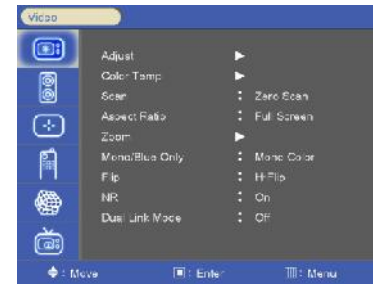 Video
Adjust
Color Temp
Scan : Zero Scan
Aspect Ratio : Full Screen
Zoom
Mono/Blue Only : Mono Color
Flip : H-Flip
NR : On
Dual Link Mode : Off
: Move : Enter : Menu